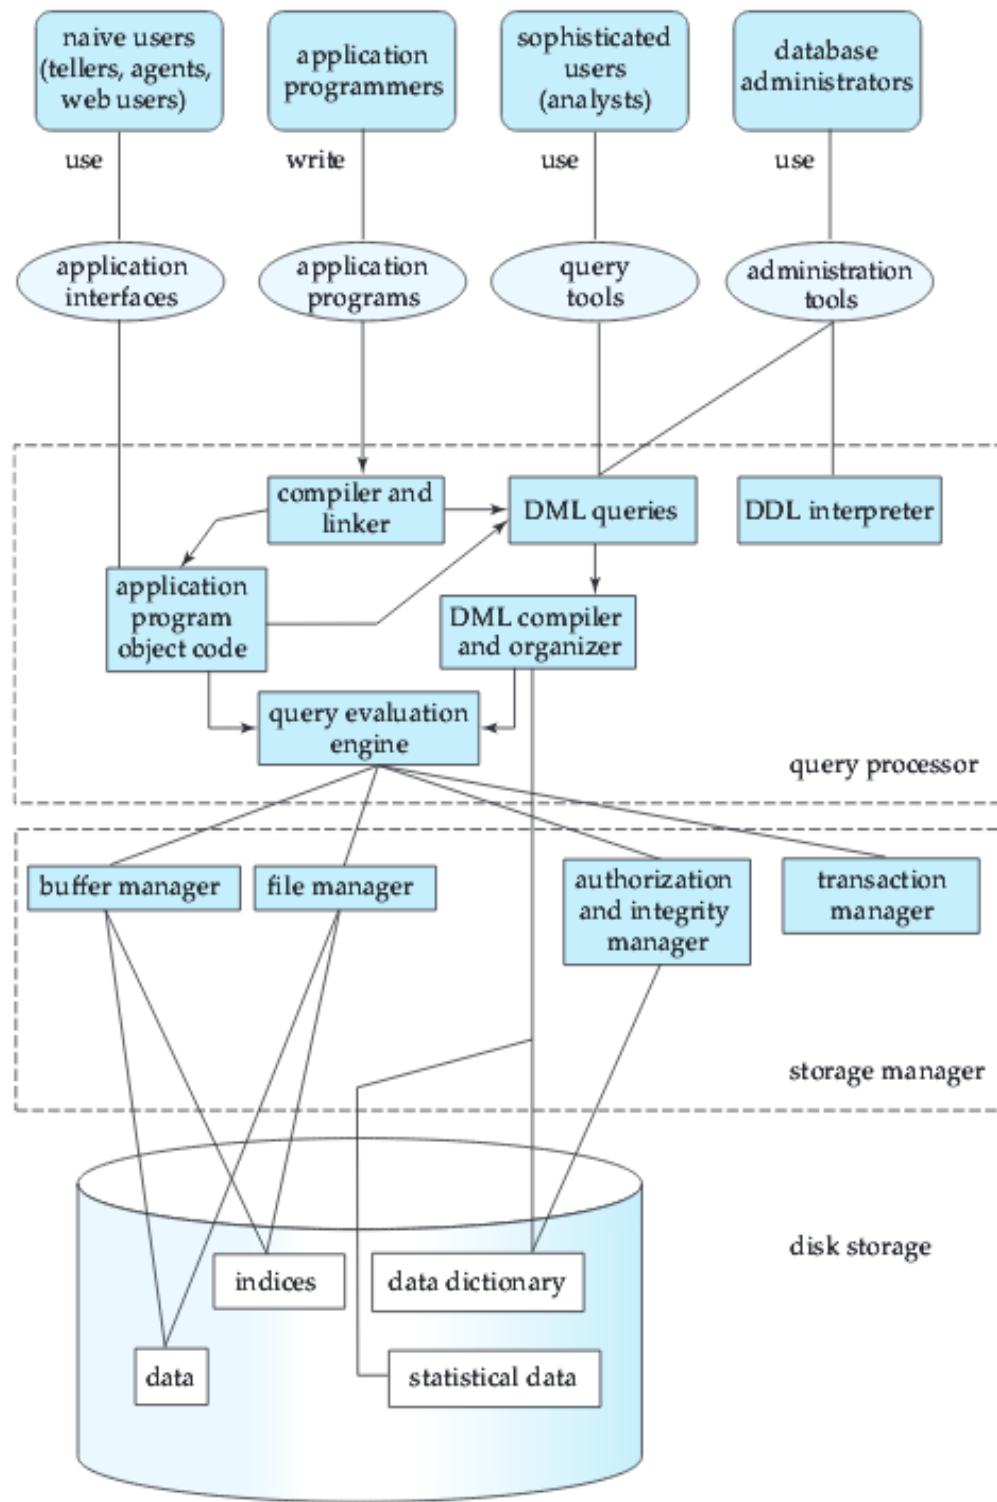 naive users
(tellers, agents,
web users)
application
programmers
sophisticated
users
(analysts)
database
administrators
use
write
use
use
application
interfaces
application
programs
query
tools
administration
tools
compiler and
linker
DML queries
DDL interpreter
application
program
object code
DML compiler
and organizer
query evaluation
engine
query processor
buffer manager
file manager
authorization
and integrity
manager
transaction
manager
storage manager
disk storage
indices
data dictionary
data
statistical data